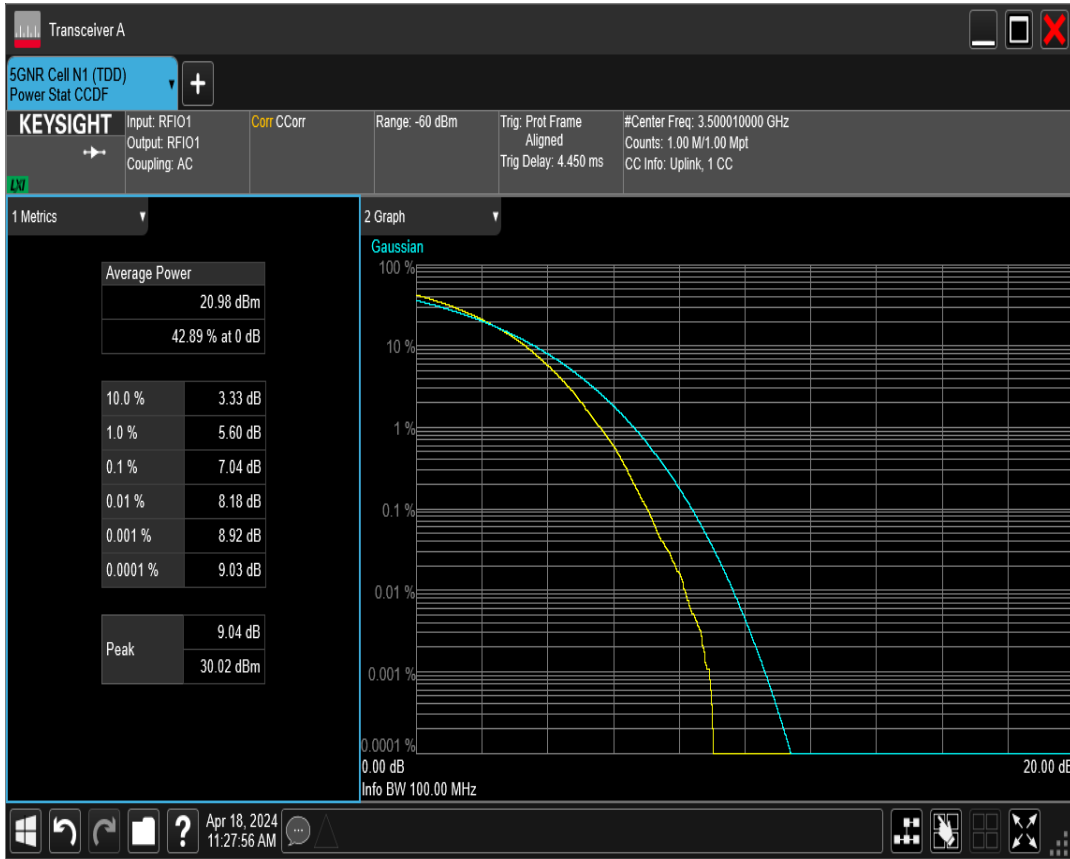 Transceiver A
5GNR Cell N1 (TDD)
Power Stat CCDF
KEYSIGHT
LXI
Input: RFIO1
Output: RFIO1
Coupling: AC
Corr CCorr
Range: -60 dBm
Trig: Prot Frame
Aligned
Trig Delay: 4.450 ms
#Center Freq: 3.500010000 GHz
Counts: 1.00 M/1.00 Mpt
CC Info: Uplink, 1 CC
1 Metrics
Average Power
20.98 dBm
42.89 % at 0 dB
10.0 % 3.33 dB
1.0 % 5.60 dB
0.1 % 7.04 dB
0.01 % 8.18 dB
0.001 % 8.92 dB
0.0001 % 9.03 dB
Peak 9.04 dB
30.02 dBm
2 Graph
Gaussian
100 %
10 %
1 %
0.1 %
0.01 %
0.001 %
0.0001 %
0.00 dB 20.00 dB
Info BW 100.00 MHz
Apr 18, 2024
11:27:56 AM